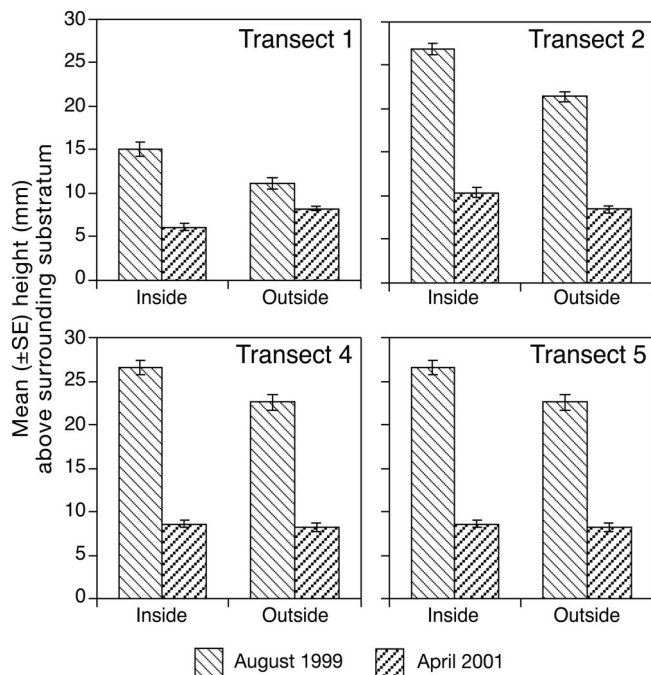 Mean (±SE) height (mm)
above surrounding substratum
30
25
20
15
10
5
0
Transect 1
Inside Outside
Transect 2
Inside Outside
30
25
20
15
10
5
0
Transect 4
Inside Outside
Transect 5
Inside Outside
August 1999 April 2001